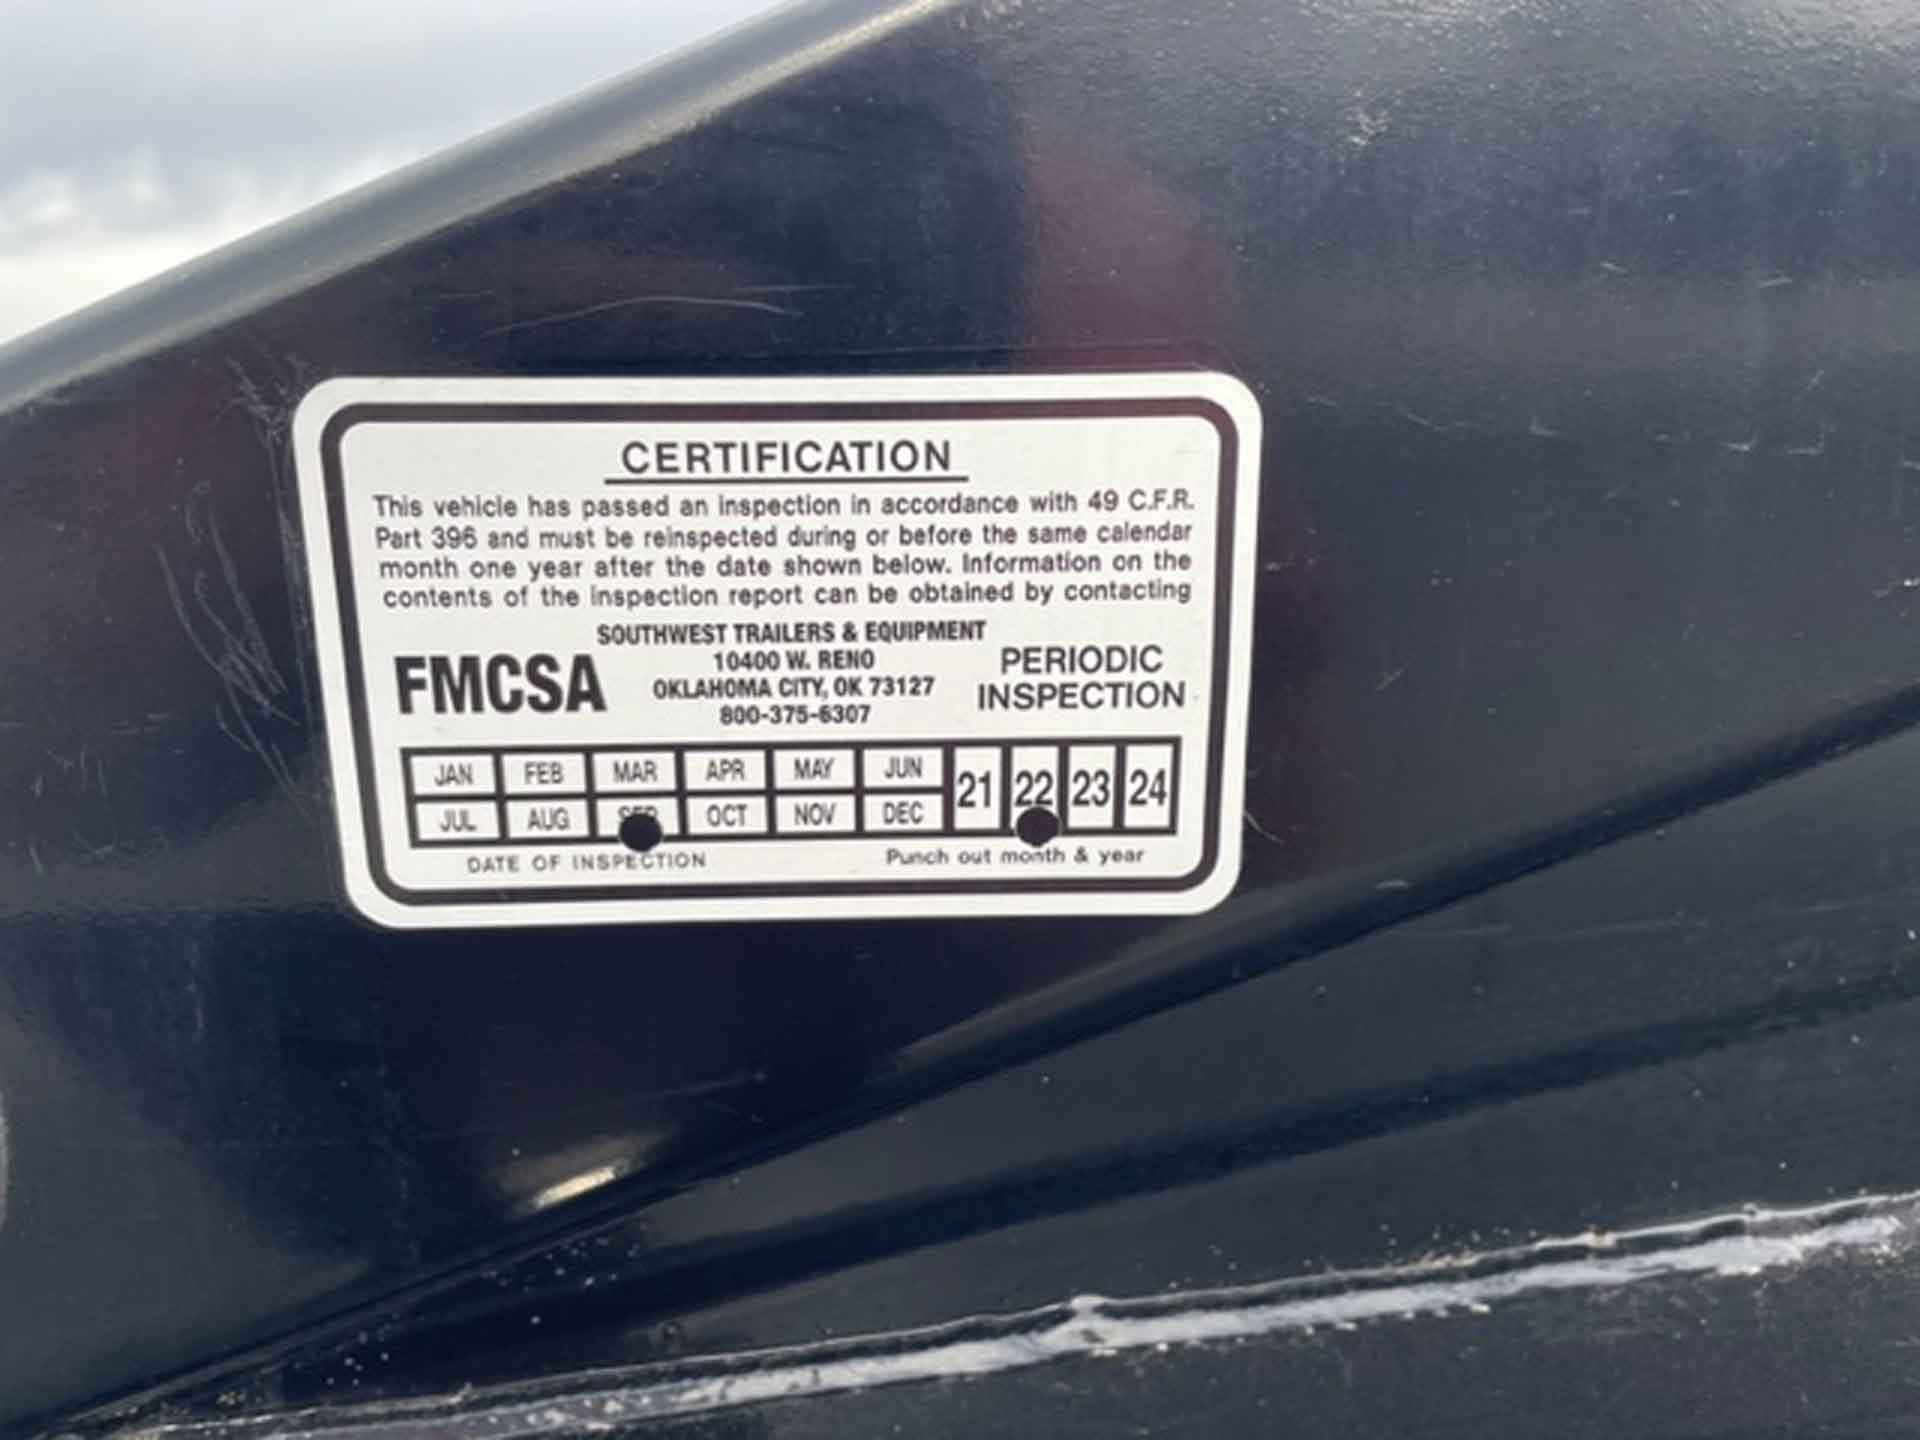 CERTIFICATION
This vehicle has passed an inspection in accordance with 49 C.F.R.
Part 396 and must be reinspected during or before the same calendar
month one year after the date shown below. Information on the
contents of the inspection report can be obtained by contacting
SOUTHWEST TRAILERS & EQUIPMENT
10400 W. RENO
OKLAHOMA CITY, OK 73127
800-375-6307
FMCSA
PERIODIC
INSPECTION
JAN FEB MAR APR MAY JUN
JUL AUG SEP OCT NOV DEC
21 22 23 24
DATE OF INSPECTION
Punch out month & year